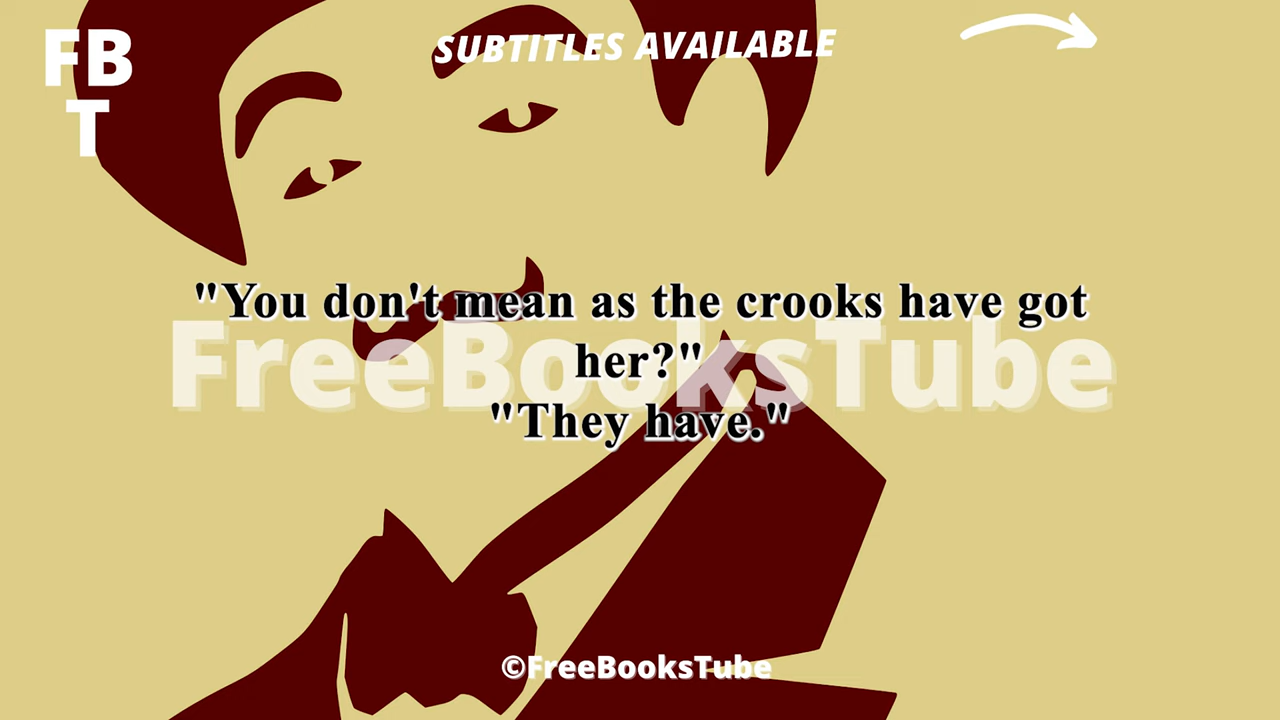 FB
T
SUBTITLES AVAILABLE
"You don't mean as the crooks have got
her?"
FreeBooksTube
"They have."
©FreeBooksTube